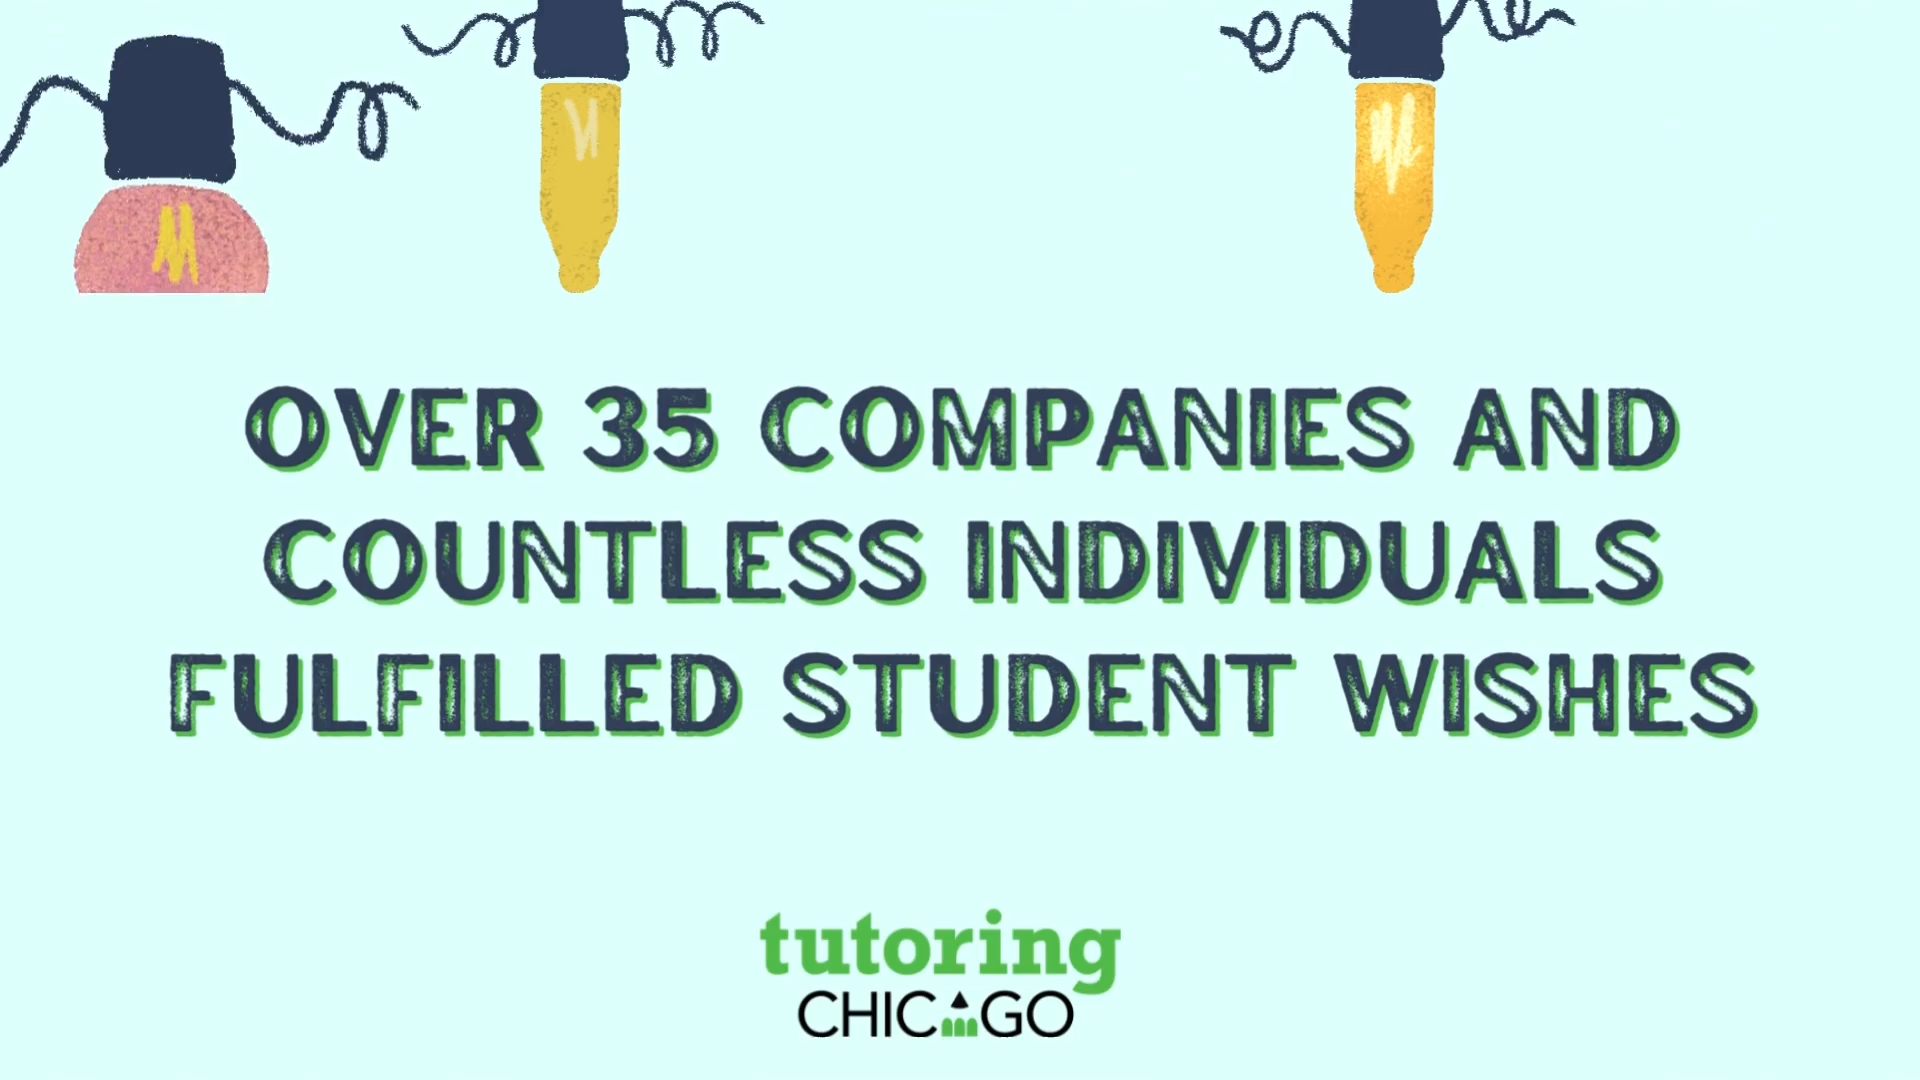 OVER 35 COMPANIES AND
COUNTLESS INDIVIDUALS
FULFILLED STUDENT WISHES
tutoring
CHICAGO